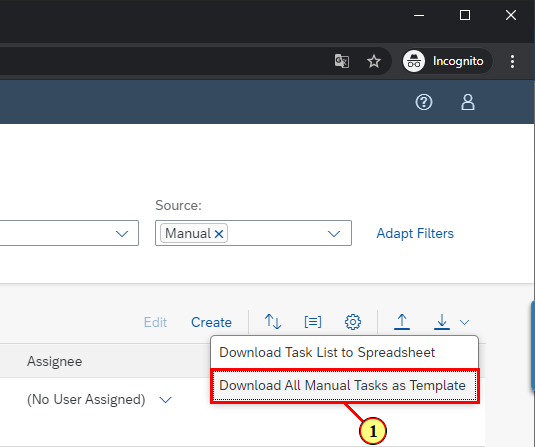 Incognito
Source:
Manual
Adapt Filters
Edit Create
Download Task List to Spreadsheet
Assignee
Download All Manual Tasks as Template
(No User Assigned)
1